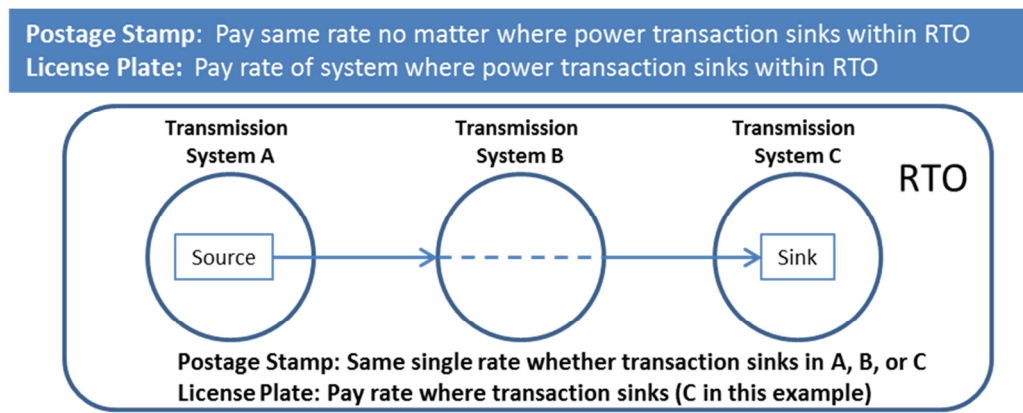 Postage Stamp: Pay same rate no matter where power transaction sinks within RTO
License Plate: Pay rate of system where power transaction sinks within RTO
Transmission System A
Transmission System B
Transmission System C
RTO
Source
Sink
Postage Stamp: Same single rate whether transaction sinks in A, B, or C
License Plate: Pay rate where transaction sinks (C in this example)